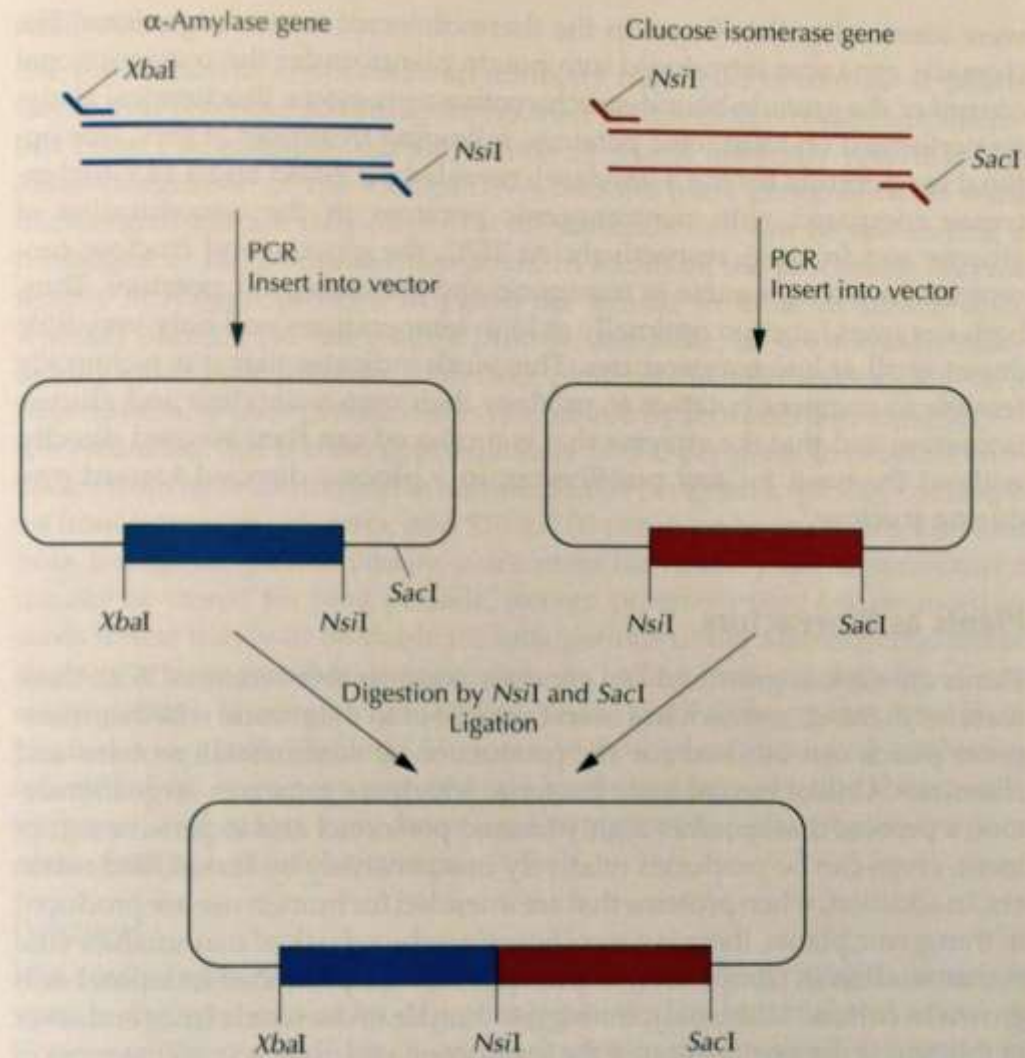 α-Amylase gene
Glucose isomerase gene
XbaI
NsiI
NsiI
SacI
PCR
Insert into vector
PCR
Insert into vector
SacI
XbaI
NsiI
NsiI
SacI
Digestion by NsiI and SacI
Ligation
XbaI
NsiI
SacI